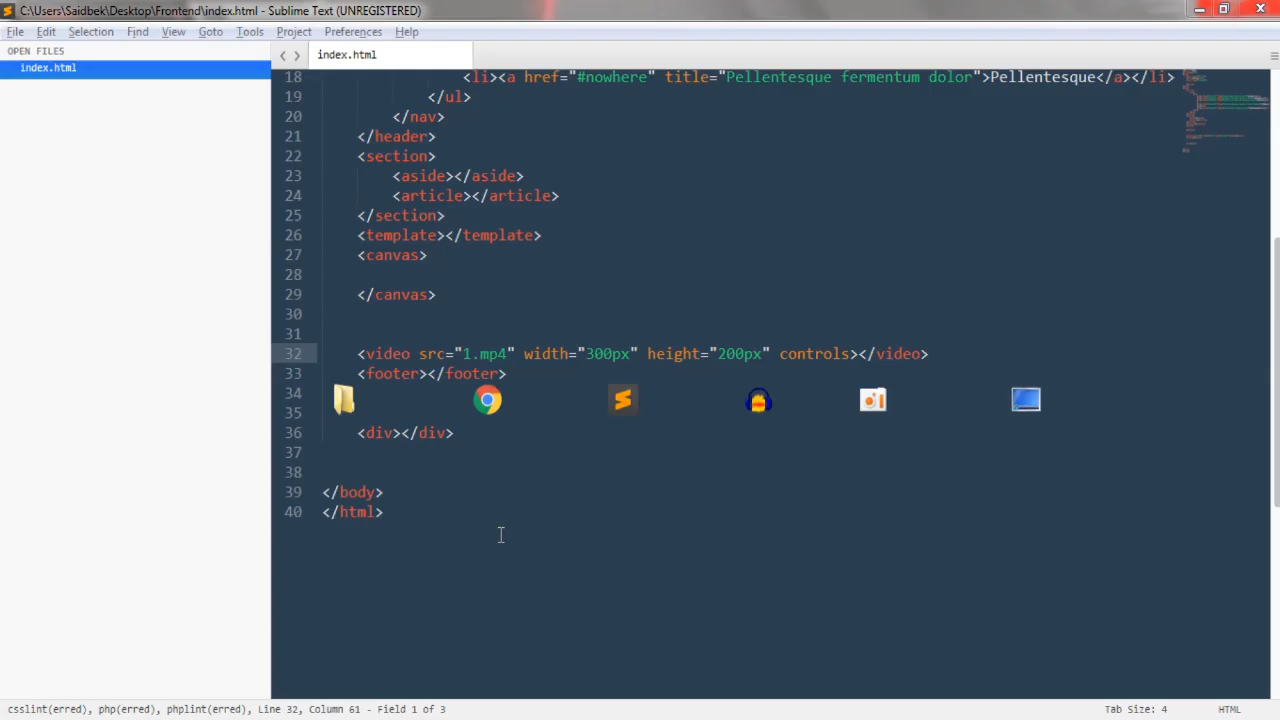 C:\Users\Saidbek\Desktop\Frontend\index.html - Sublime Text (UNREGISTERED)
File Edit Selection Find View Goto Tools Project Preferences Help
OPEN FILES
index.html
index.html
18 <li><a href="#nowhere" title="Pellentesque fermentum dolor">Pellentesque</a></li>
19 </ul>
20 </nav>
21 </header>
22 <section>
23 <aside></aside>
24 <article></article>
25 </section>
26 <template></template>
27 <canvas>
28
29 </canvas>
30
31
32 <video src="1.mp4" width="300px" height="200px" controls></video>
33 <footer></footer>
34
35
36 <div></div>
37
38
39 </body>
40 </html>
csslint(erred), php(erred), phplint(erred), Line 32, Column 61 - Field 1 of 3
Tab Size: 4
HTML